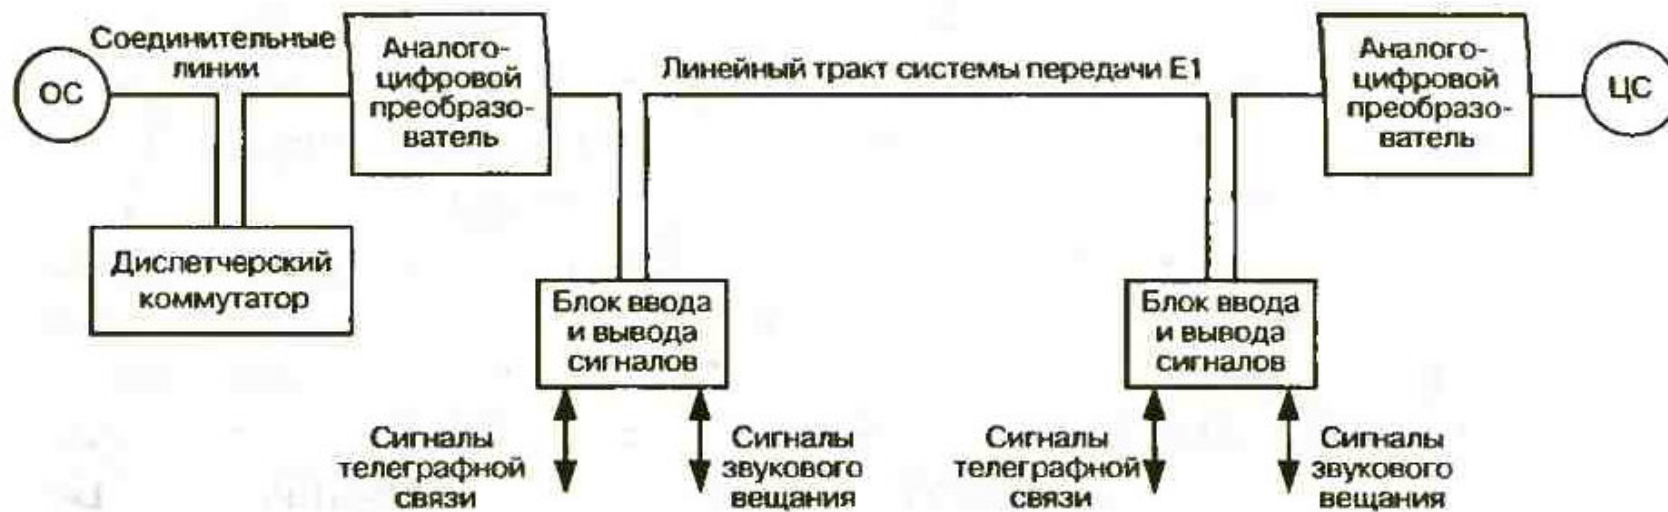 ОС
Соединительные
линии
Аналого-
цифровой
преобразо-
ватель
Линейный тракт системы передачи Е1
Аналого-
цифровой
преобразо-
ватель
ЦС
Диспетчерский
коммутатор
Блок ввода
и вывода
сигналов
Блок ввода
и вывода
сигналов
Сигналы
телеграфной
связи
Сигналы
звукового
вещания
Сигналы
телеграфной
связи
Сигналы
звукового
вещания